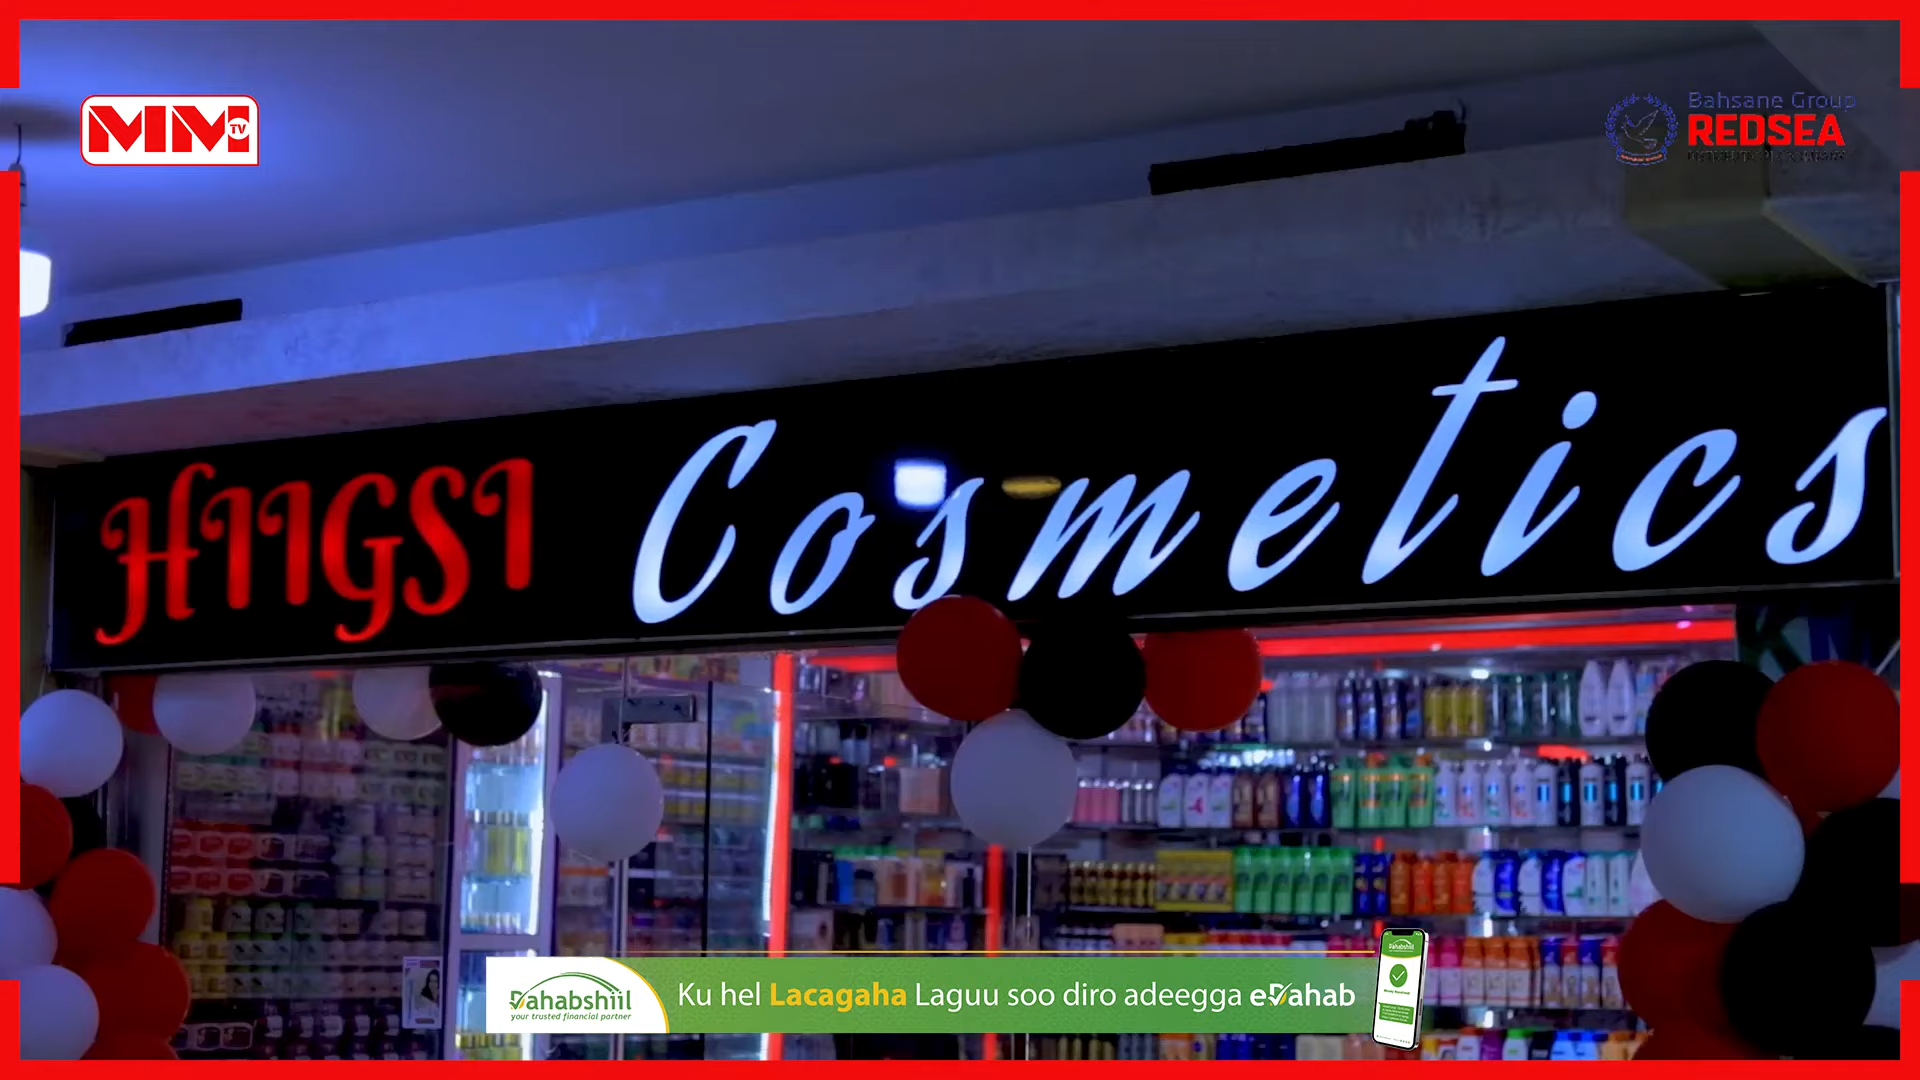 MM TV
Bahsane Group
REDSEA
HIIGSI Cosmetics
Dahabshiil
your trusted financial partner
Ku hel Lacagaha Laguu soo diro adeegga eDahab
Dahabshiil